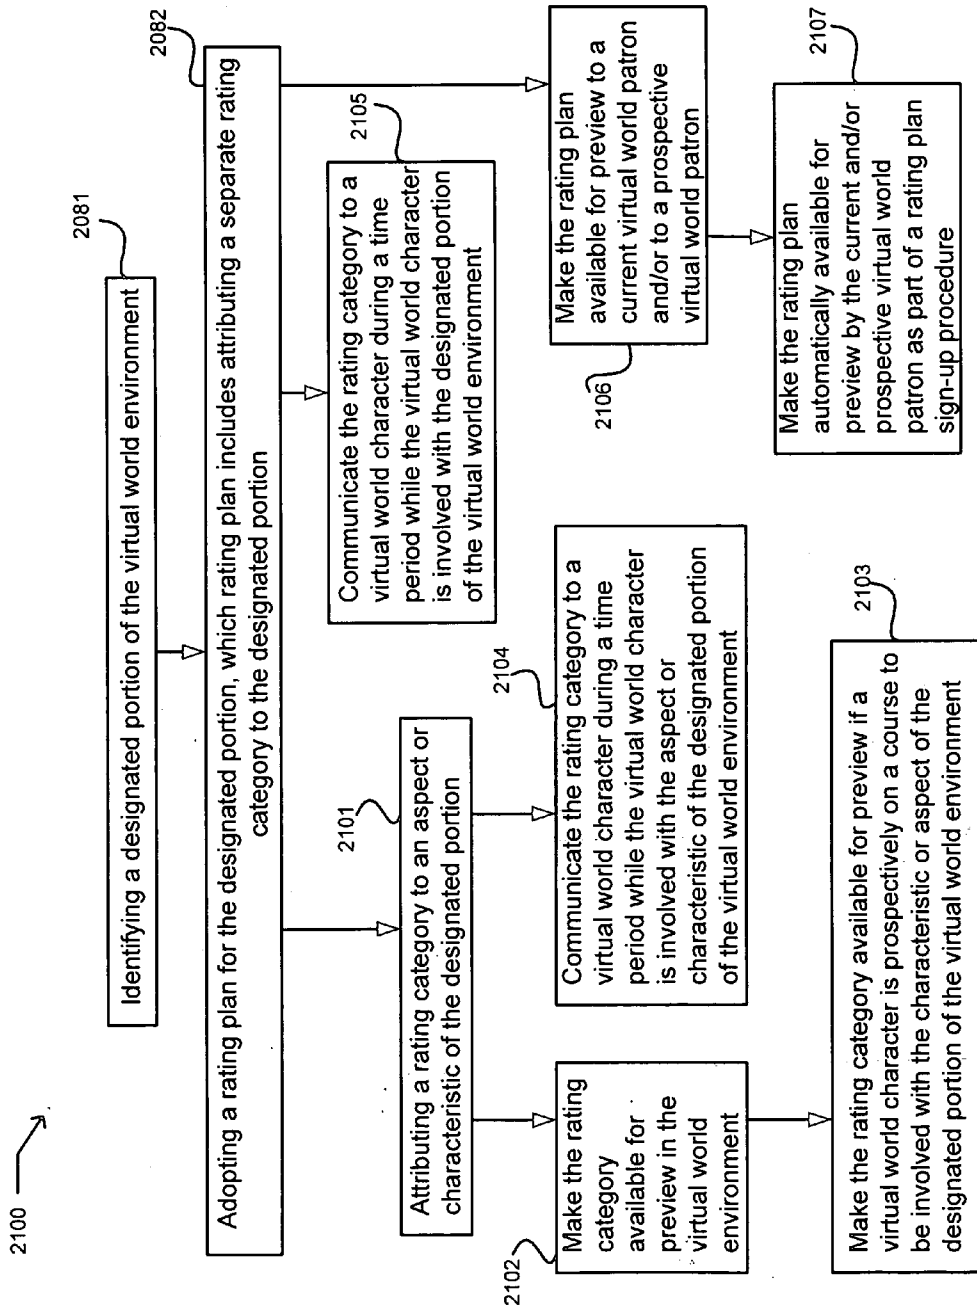 2100
2081
Identifying a designated portion of the virtual world environment
2082
Adopting a rating plan for the designated portion, which rating plan includes attributing a separate rating
category to the designated portion
2101
Attributing a rating category to an aspect or
characteristic of the designated portion
2105
Communicate the rating category to a
virtual world character during a time
period while the virtual world character
is involved with the designated portion
of the virtual world environment
2102
Make the rating
category
available for
preview in the
virtual world
environment
2104
Communicate the rating category to a
virtual world character during a time
period while the virtual world character
is involved with the aspect or
characteristic of the designated portion
of the virtual world environment
2106
Make the rating plan
available for preview to a
current virtual world patron
and/or to a prospective
virtual world patron
2103
Make the rating category available for preview if a
virtual world character is prospectively on a course to
be involved with the characteristic or aspect of the
designated portion of the virtual world environment
2107
Make the rating plan
automatically available for
preview by the current and/or
prospective virtual world
patron as part of a rating plan
sign-up procedure